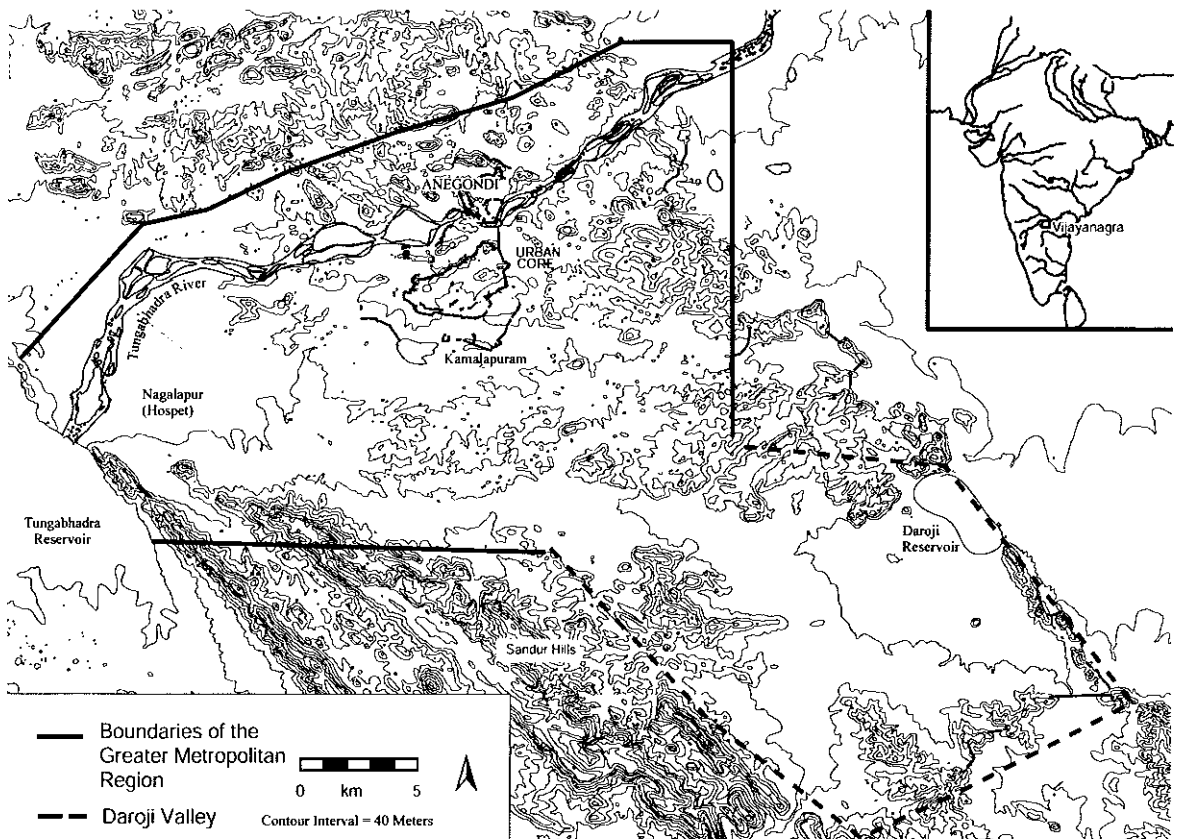 ANEGONDI
URBAN
CORE
Vijayanagra
Tungabhadra River
Kamalapuram
Nagalapur
(Hospet)
Tungabhadra
Reservoir
Daroji
Reservoir
Sandur Hills
Boundaries of the
Greater Metropolitan
Region
0 km 5
Daroji Valley
Contour Interval = 40 Meters